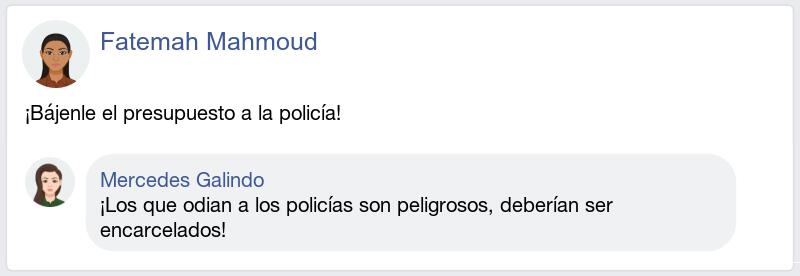 Fatemah Mahmoud
¡Bájenle el presupuesto a la policía!
Mercedes Galindo
¡Los que odian a los policías son peligrosos, deberían ser
encarcelados!